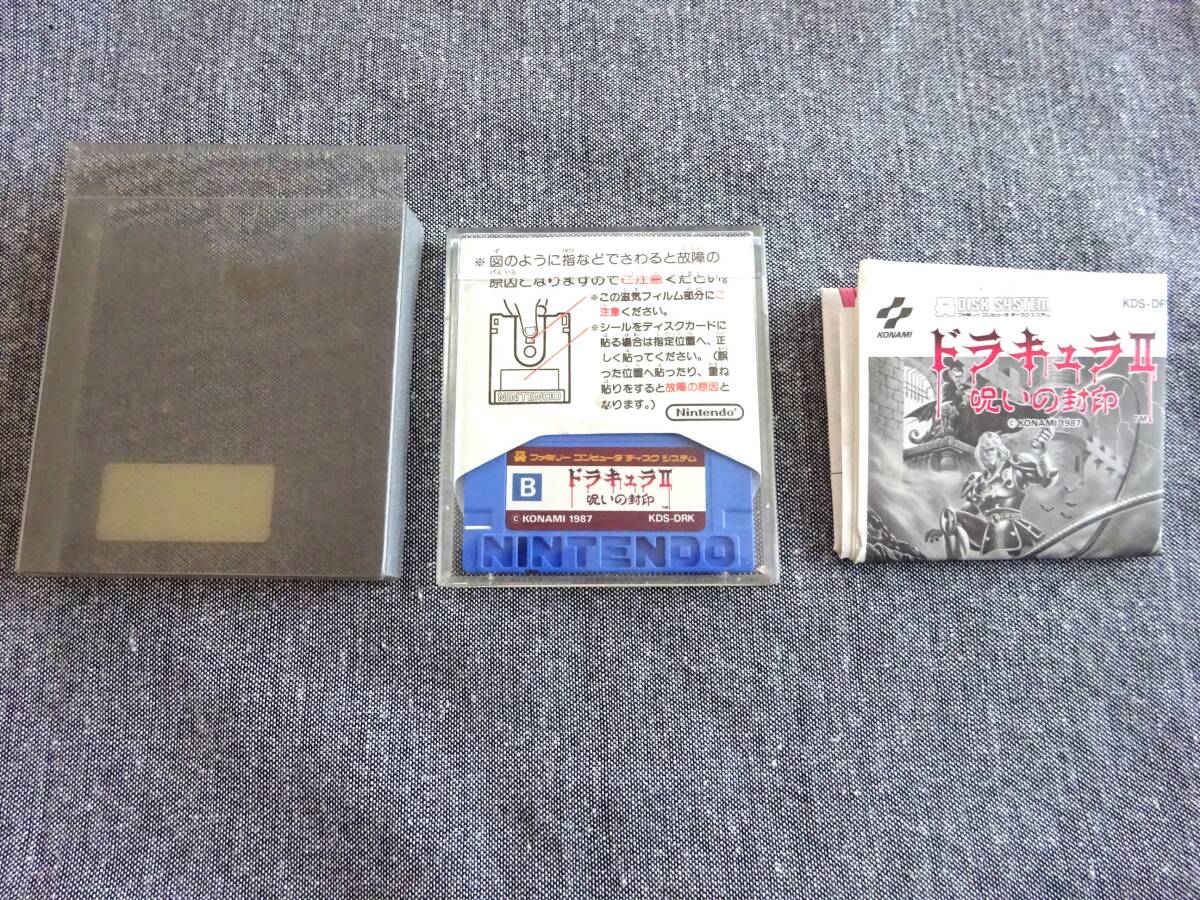 ※図のように指などでさわると故障の
原因となりますのでご注意ください。
※この磁気フィルム部分にご
注意ください。
※シールをディスクカードに
貼る場合は指定位置へ、正
しく貼ってください。(誤
った位置へ貼ったり、重ね
貼りをすると故障の原因と
なります。)
NINTENDO
Nintendo
ファミリー コンピュータ ディスク システム
B
ドラキュラII
呪いの封印
TM
© KONAMI 1987
KDS-DRK
NINTENDO
KONAMI
DISK SYSTEM
ファミリー コンピュータ ディスク システム
ドラキュラII
呪いの封印
© KONAMI 1987
TM